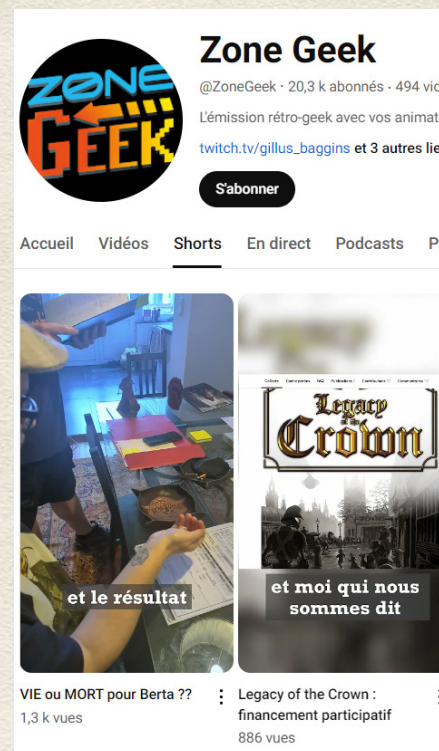 ZONE
GEEK
Zone Geek
@ZoneGeek · 20,3 k abonnés · 494 vid
L'émission rétro-geek avec vos animat
twitch.tv/gillus_baggins et 3 autres lie
S'abonner
Accueil Vidéos Shorts En direct Podcasts P
et le résultat
Legacy
of the
Crown
et moi qui nous
sommes dit
VIE ou MORT pour Berta ??
1,3 k vues
Legacy of the Crown :
financement participatif
886 vues